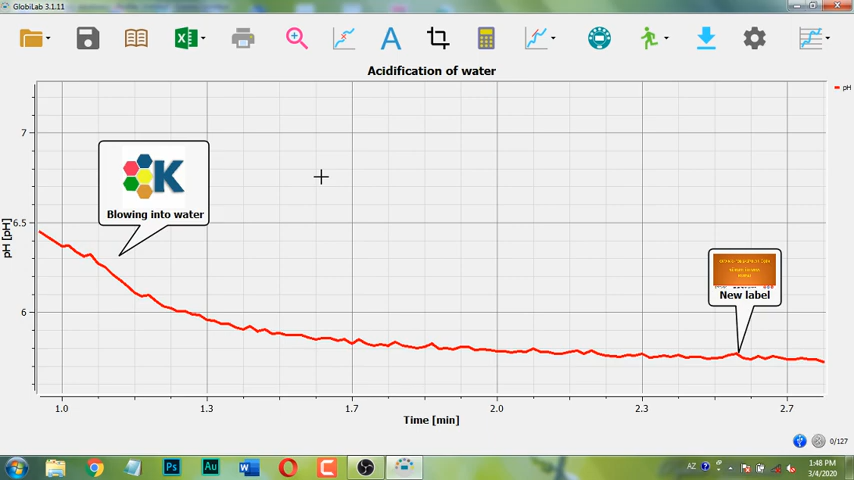 GlobiLab 3.1.11
Acidification of water
pH
7
6.5
6
pH [pH]
K
Blowing into water
New label
1.0
1.3
1.7
2.0
2.3
2.7
Time [min]
0/127
Ps
Au
W
AZ
1:48 PM
3/4/2020